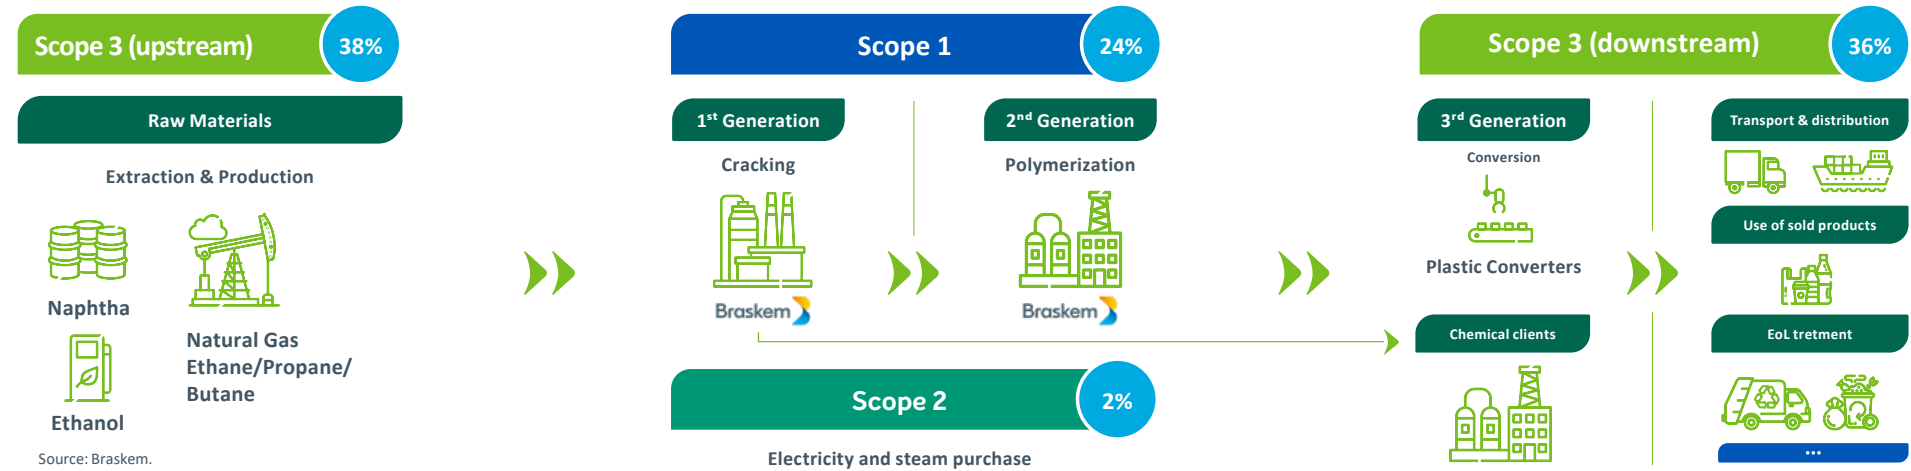 Scope 3 (upstream)
38%
Raw Materials
Extraction & Production
Naphtha
Natural Gas
Ethane/Propane/
Butane
Ethanol
Source: Braskem.
Scope 1
24%
1st Generation
Cracking
Braskem
2nd Generation
Polymerization
Braskem
Scope 2
2%
Electricity and steam purchase
Scope 3 (downstream)
36%
3rd Generation
Conversion
Plastic Converters
Chemical clients
Transport & distribution
Use of sold products
EoL tretment
...